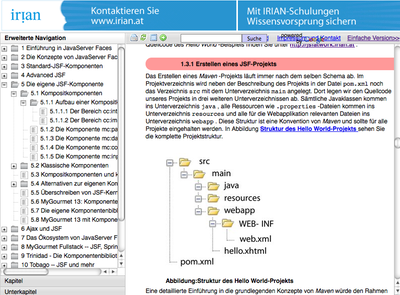 irian
Kontaktieren Sie
www.irian.at
Mit IRIAN-Schulungen
Wissensvorsprung sichern
Erweiterte Navigation
Suche
powered
Impressum und Kontakt
Einfache Version>>
1 Einführung in JavaServer Faces
2 Die Konzepte von JavaServer Faces
3 Standard-JSF-Komponenten
4 Advanced JSF
5 Die eigene JSF-Komponente
5.1 Kompositkomponenten
5.1.1 Aufbau einer Komposi
5.1.1.1 Der Bereich cc:int
5.1.1.2 Der Bereich cc:im
5.1.2 Die Komponente mc:
5.1.3 Die Komponente mc:
5.1.4 Die Komponente mc:pa
5.1.5 Die Komponente mc:in
5.2 Klassische Komponenten
5.3 Kompositkomponenten und k
5.4 Alternativen zur eigenen Kom
5.5 Überschreiben von JSF-Kern
5.6 MyGourmet 13: Komponente
5.7 Die eigene Komponentenbibl
5.8 MyGourmet 13 mit Komponen
6 Ajax und JSF
7 Das Ökosystem von JavaServer Fac
8 MyGourmet Fullstack -- JSF, Spring,
9 Trinidad - Die Komponentenbiblio
10 Tobago -- JSF und mehr
Kapitel
Unterkapitel
Quellcode des Hello World-Beispiels finden Sie unter http://jsfatwork.irian.at.
1.3.1 Erstellen eines JSF-Projekts
Das Erstellen eines Maven -Projekts läuft immer nach dem selben Schema ab. Im
Projektverzeichnis wird neben der Beschreibung des Projekts in der Datei pom.xml noch
das Verzeichnis src mit dem Unterverzeichnis main angelegt. Dort legen wir den Quellcode
unseres Projekts in drei weiteren Unterverzeichnissen ab. Sämtliche Javaklassen kommen
ins Unterverzeichnis java, alle Ressourcen wie .properties -Dateien kommen ins
Unterverzeichnis resources und alle für die Webapplikation relevanten Dateien ins
Unterverzeichnis webapp . Diese Struktur ist eine Konvention von Maven und sollte für alle
Projekte eingehalten werden. In Abbildung Struktur des Hello World-Projekts sehen Sie
die komplette Projektstruktur.
src
main
java
resources
webapp
WEB- INF
web.xml
hello.xhtml
pom.xml
Abbildung:Struktur des Hello World-Projekts
Eine detaillierte Einführung in die grundlegenden Konzepte von Maven würde den Rahmen